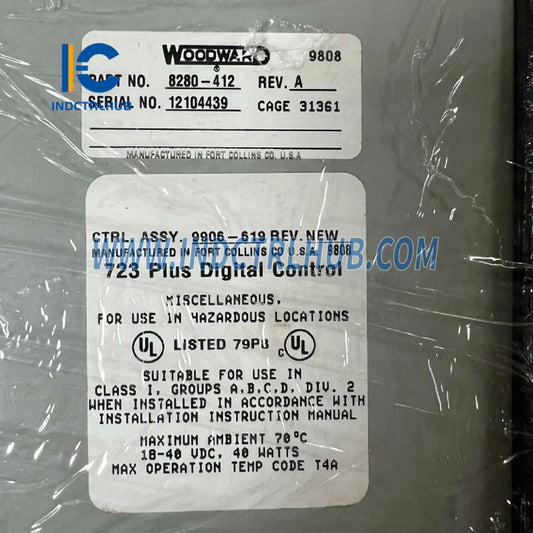 WOODWARD 9808
®
PART NO. 8280-412 REV. A
SERIAL NO. 12104439 CAGE 31361
MANUFACTURED IN FORT COLLINS CO. U.S.A
IC
INDCTRLHUB
CTRL ASSY. 9906-619 REV. NEW
MANUFACTURED IN FORT COLLINS CO U.S.A. 9808
WWW.INDCTRLHUB.COM
723 Plus Digital Control
MISCELLANEOUS,
FOR USE IN HAZARDOUS LOCATIONS
UL LISTED 79P8 c UL
SUITABLE FOR USE IN
CLASS I, GROUPS A,B,C,D, DIV. 2
WHEN INSTALLED IN ACCORDANCE WITH
INSTALLATION INSTRUCTION MANUAL
MAXIMUM AMBIENT 70°C
18-40 VDC, 40 WATTS
MAX OPERATION TEMP CODE T4A